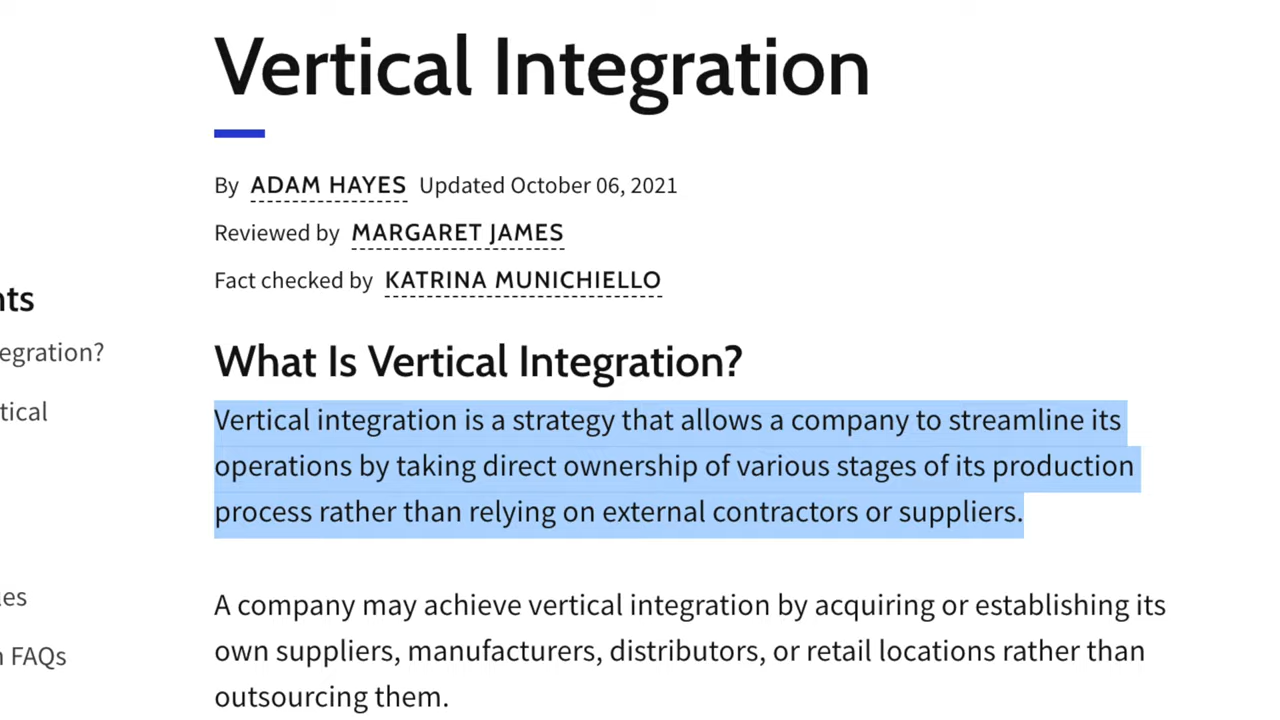 Vertical Integration
By ADAM HAYES Updated October 06, 2021
Reviewed by MARGARET JAMES
Fact checked by KATRINA MUNICHIELLO
nts
egration?
tical
es
FAQs
What Is Vertical Integration?
Vertical integration is a strategy that allows a company to streamline its
operations by taking direct ownership of various stages of its production
process rather than relying on external contractors or suppliers.
A company may achieve vertical integration by acquiring or establishing its
own suppliers, manufacturers, distributors, or retail locations rather than
outsourcing them.